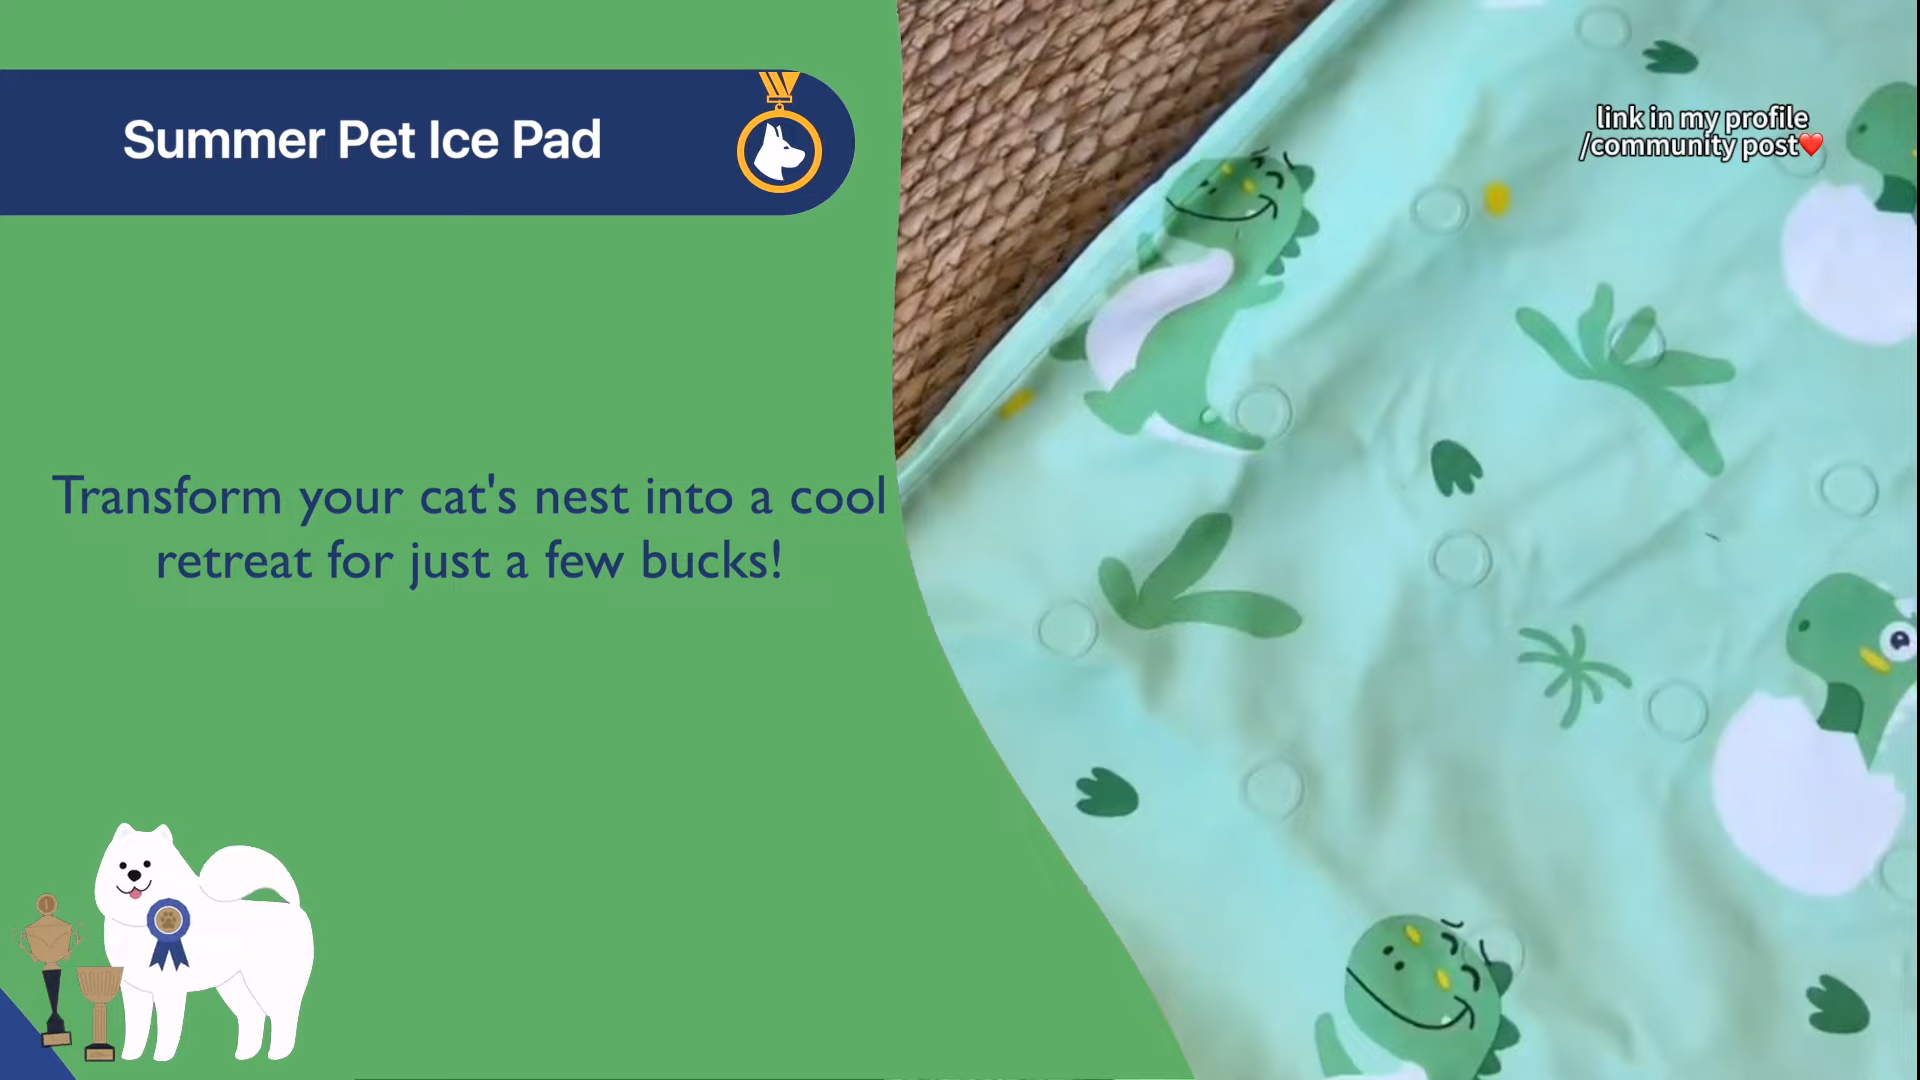 Summer Pet Ice Pad
link in my profile
/community post❤️
Transform your cat's nest into a cool
retreat for just a few bucks!